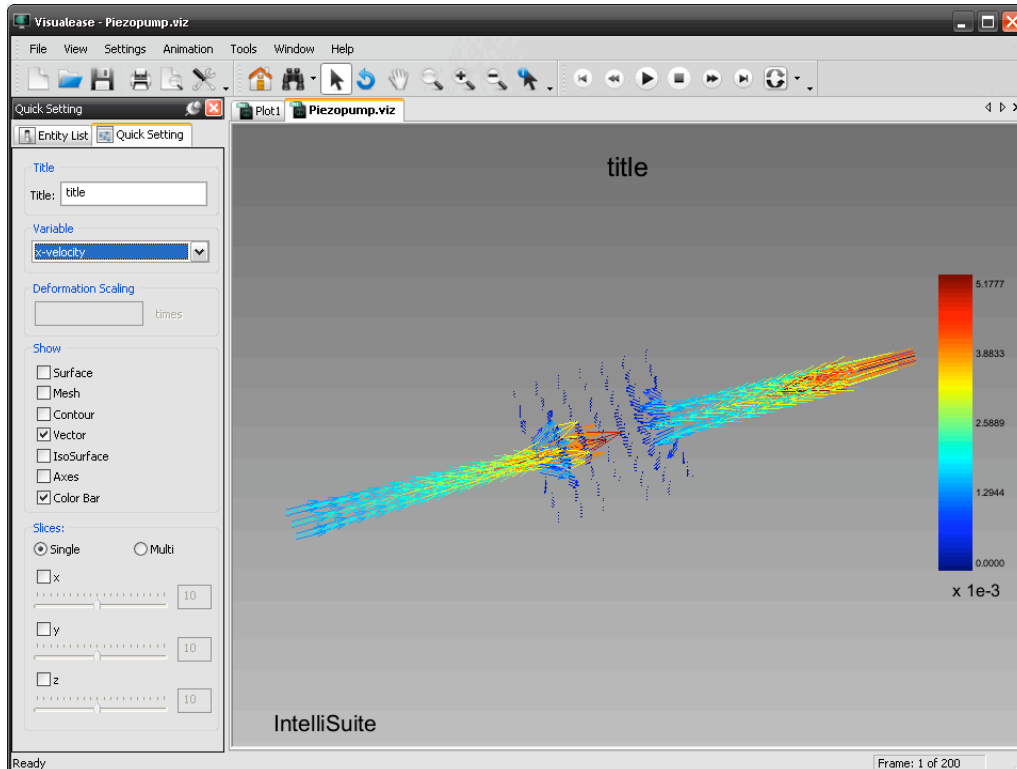 Visualease - Piezopump.viz
File View Settings Animation Tools Window Help
Quick Setting
Plot1 Piezopump.viz
Entity List Quick Setting
Title
Title: title
Variable
x-velocity
Deformation Scaling
times
Show
Surface
Mesh
Contour
Vector
IsoSurface
Axes
Color Bar
Slices:
Single Multi
x
10
y
10
z
10
title
5.1777
3.8833
2.5889
1.2944
0.0000
x 1e-3
IntelliSuite
Ready
Frame: 1 of 200